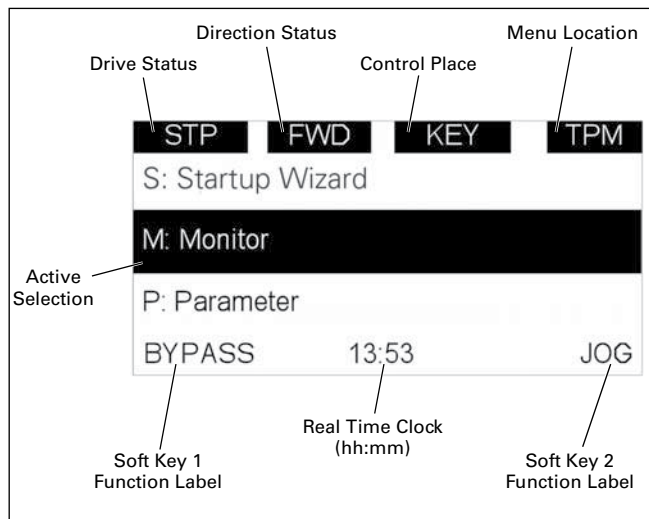 Direction Status
Menu Location
Drive Status
Control Place
STP FWD KEY TPM
S: Startup Wizard
M: Monitor
Active
Selection
P: Parameter
BYPASS 13:53 JOG
Real Time Clock
(hh:mm)
Soft Key 1
Function Label
Soft Key 2
Function Label